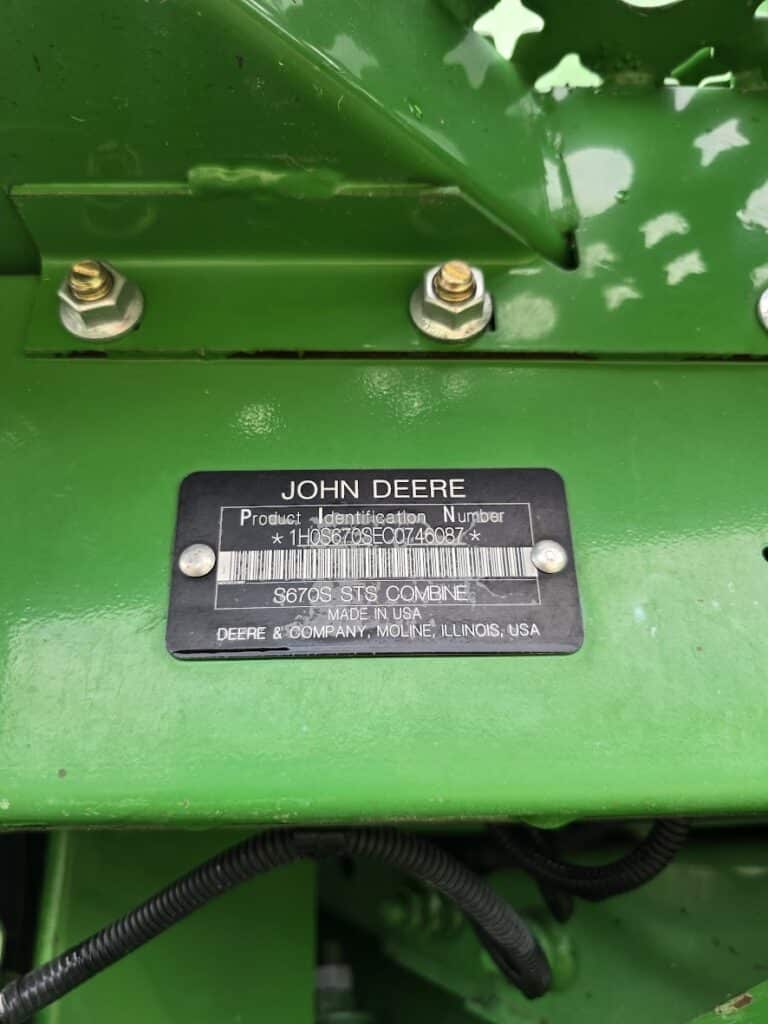 JOHN DEERE
Product Identification Number
*1H0S670SEC0746087*
S670S STS COMBINE
MADE IN USA
DEERE & COMPANY, MOLINE, ILLINOIS, USA